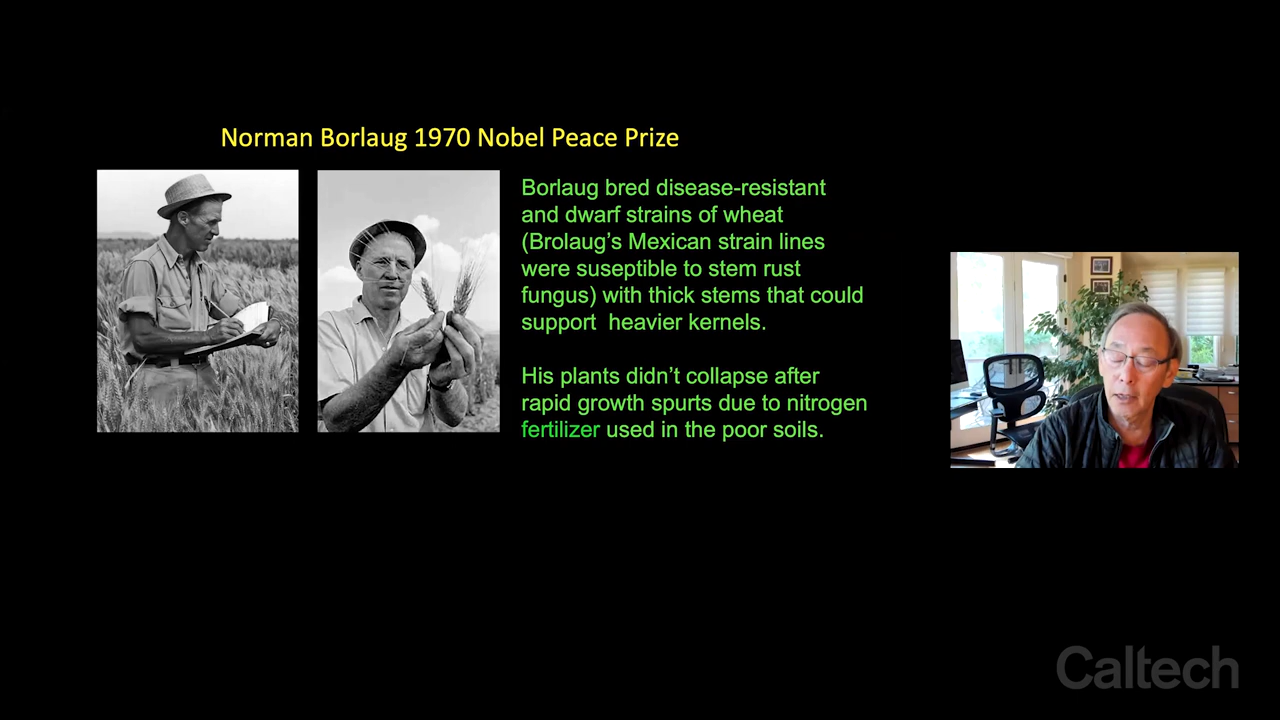 Norman Borlaug 1970 Nobel Peace Prize
Borlaug bred disease-resistant
and dwarf strains of wheat
(Brolaug’s Mexican strain lines
were suseptible to stem rust
fungus) with thick stems that could
support  heavier kernels.
His plants didn’t collapse after
rapid growth spurts due to nitrogen
fertilizer used in the poor soils.
Caltech